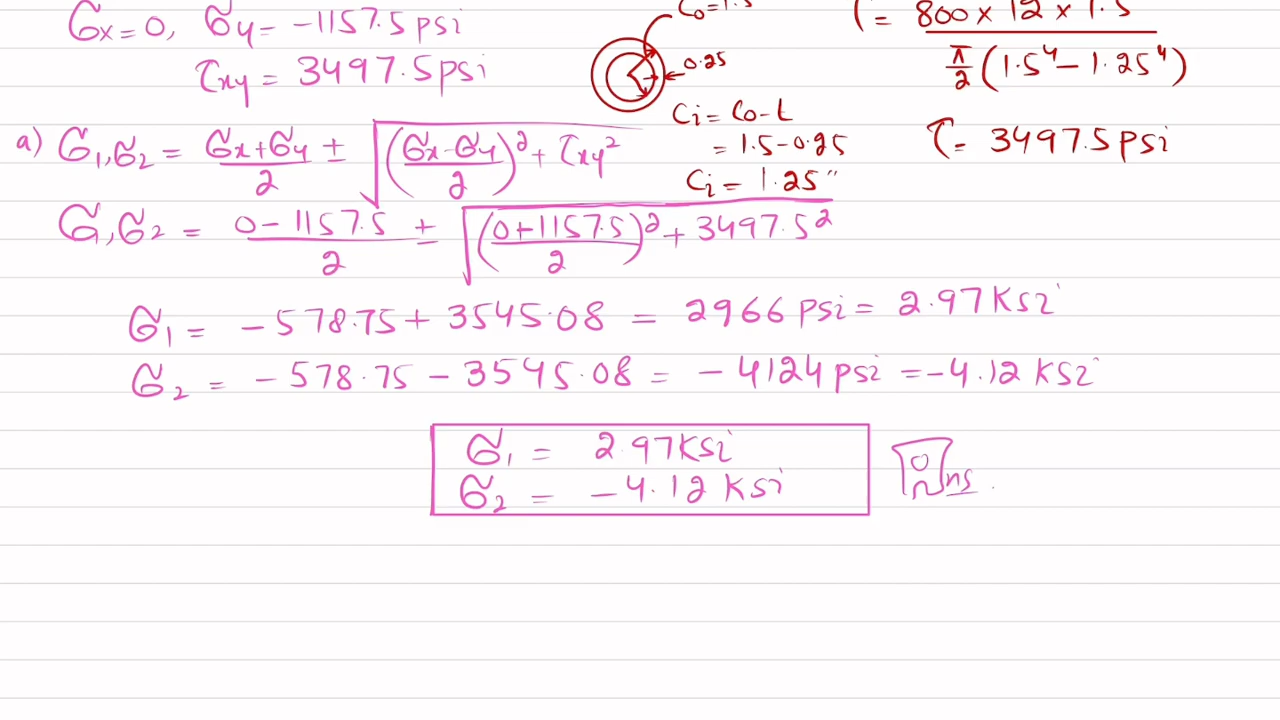 σx = 0, σy = -1157.5 psi
τxy = 3497.5 psi
Co = 1.5
0.25
Ci = Co - t
= 1.5 - 0.25
Ci = 1.25"
τ = 800 × 12 × 1.5 / π/2 (1.5⁴ - 1.25⁴)
τ = 3497.5 psi
a) σ1, σ2 = σx + σy / 2 ± √((σx - σy / 2)² + τxy²)
σ1, σ2 = 0 - 1157.5 / 2 ± √((0 + 1157.5 / 2)² + 3497.5²)
σ1 = -578.75 + 3545.08 = 2966 psi = 2.97 Ksi
σ2 = -578.75 - 3545.08 = -4124 psi = -4.12 Ksi
σ1 = 2.97 Ksi
σ2 = -4.12 Ksi